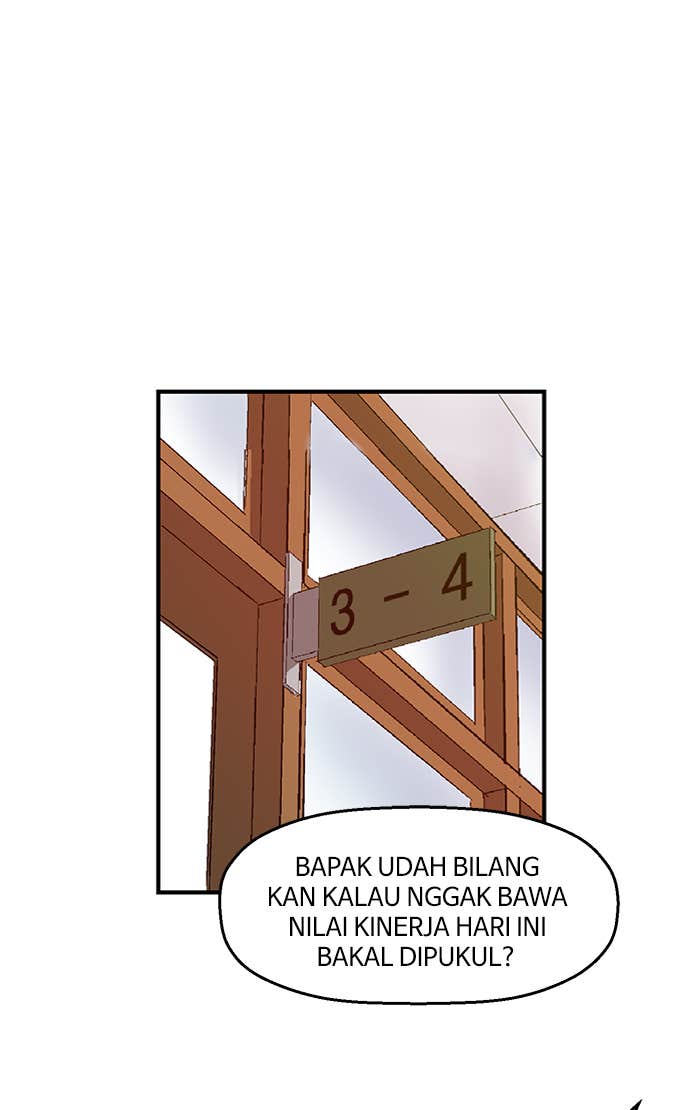 3 - 4
BAPAK UDAH BILANG
KAN KALAU NGGAK BAWA
NILAI KINERJA HARI INI
BAKAL DIPUKUL?